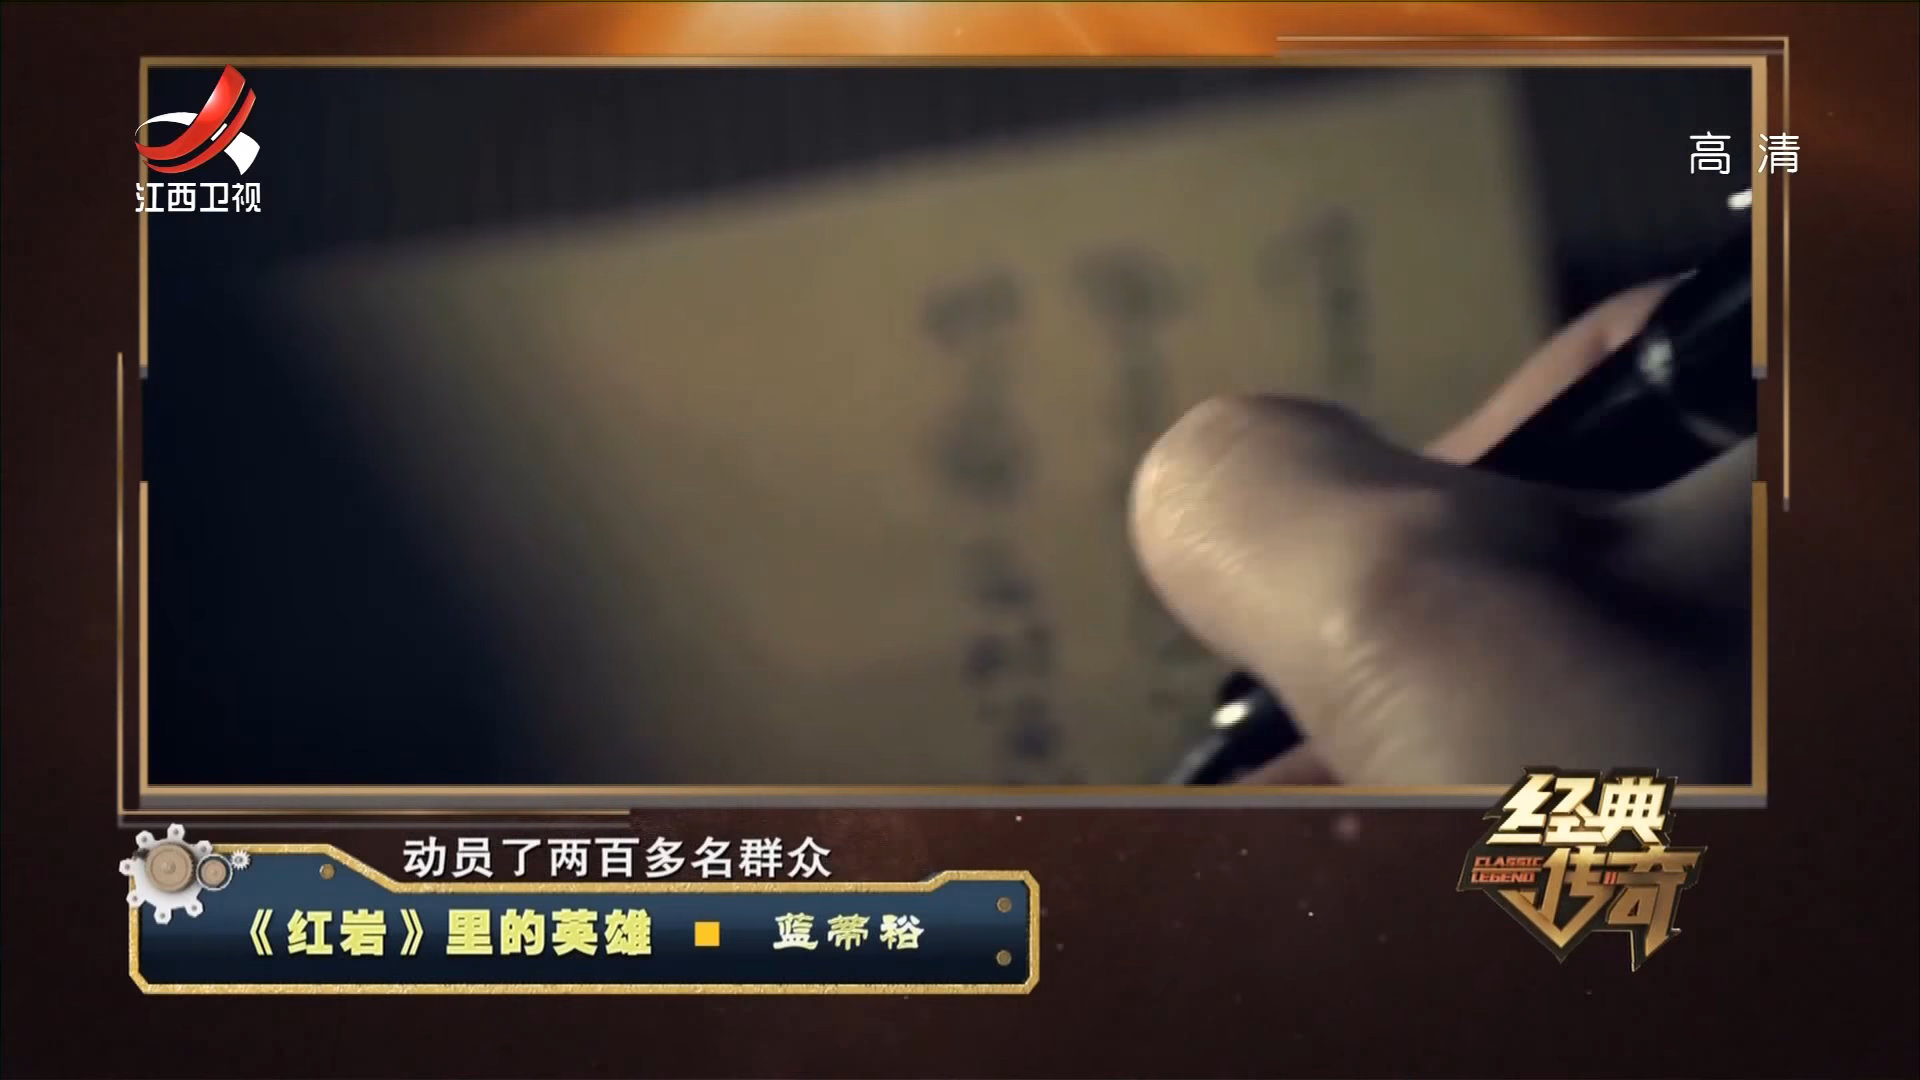 江西卫视
高清
动员了两百多名群众
《红岩》里的英雄 ■ 蓝蒂裕
经典传奇
CLASSIC
LEGEND